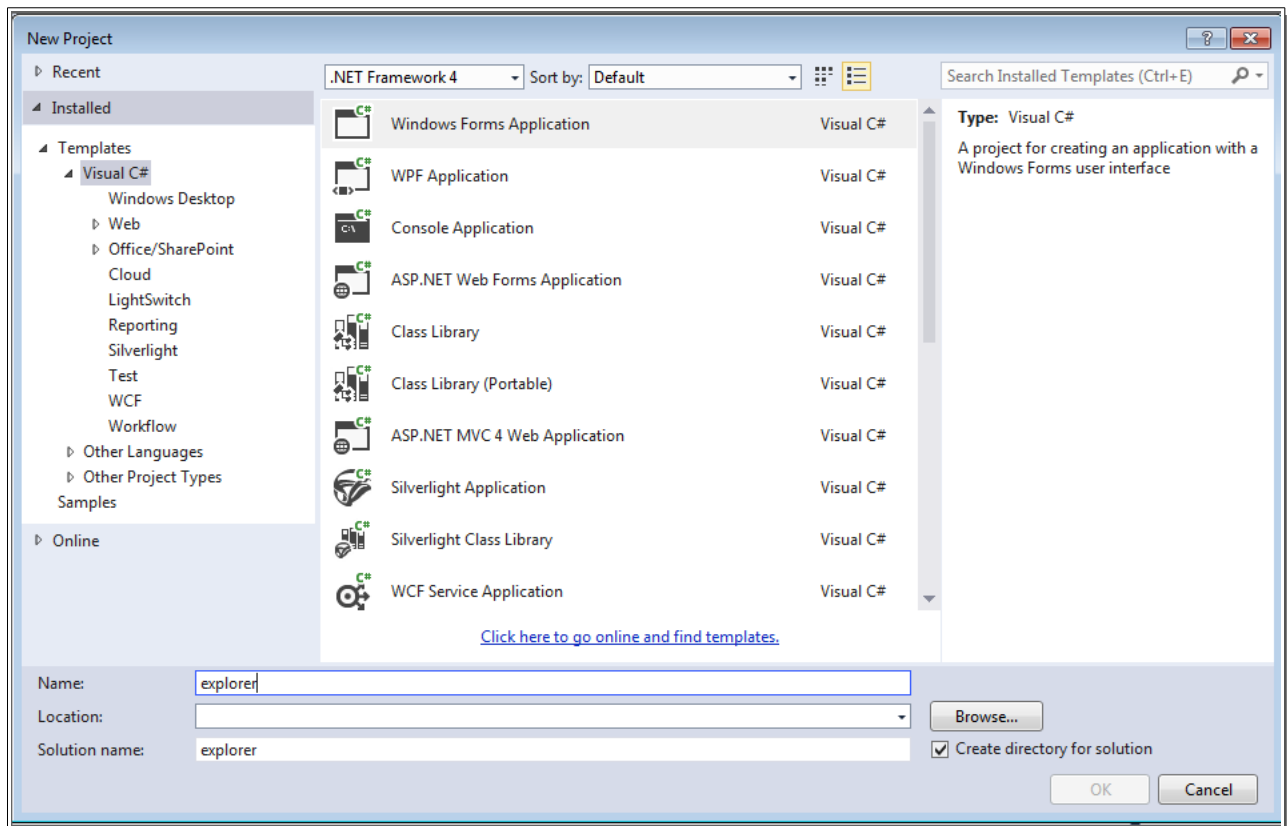 New Project
Recent
.NET Framework 4
Sort by:
Default
Search Installed Templates (Ctrl+E)
Installed
Templates
Visual C#
Windows Desktop
Web
Office/SharePoint
Cloud
LightSwitch
Reporting
Silverlight
Test
WCF
Workflow
Other Languages
Other Project Types
Samples
Online
C#
Windows Forms Application Visual C#
C#
WPF Application Visual C#
C#
C:\
Console Application Visual C#
C#
ASP.NET Web Forms Application Visual C#
C#
Class Library Visual C#
C#
Class Library (Portable) Visual C#
C#
ASP.NET MVC 4 Web Application Visual C#
C#
Silverlight Application Visual C#
C#
Silverlight Class Library Visual C#
C#
WCF Service Application Visual C#
Click here to go online and find templates.
Type: Visual C#
A project for creating an application with a
Windows Forms user interface
Name: explorer
Location:
Browse...
Solution name: explorer
Create directory for solution
OK
Cancel